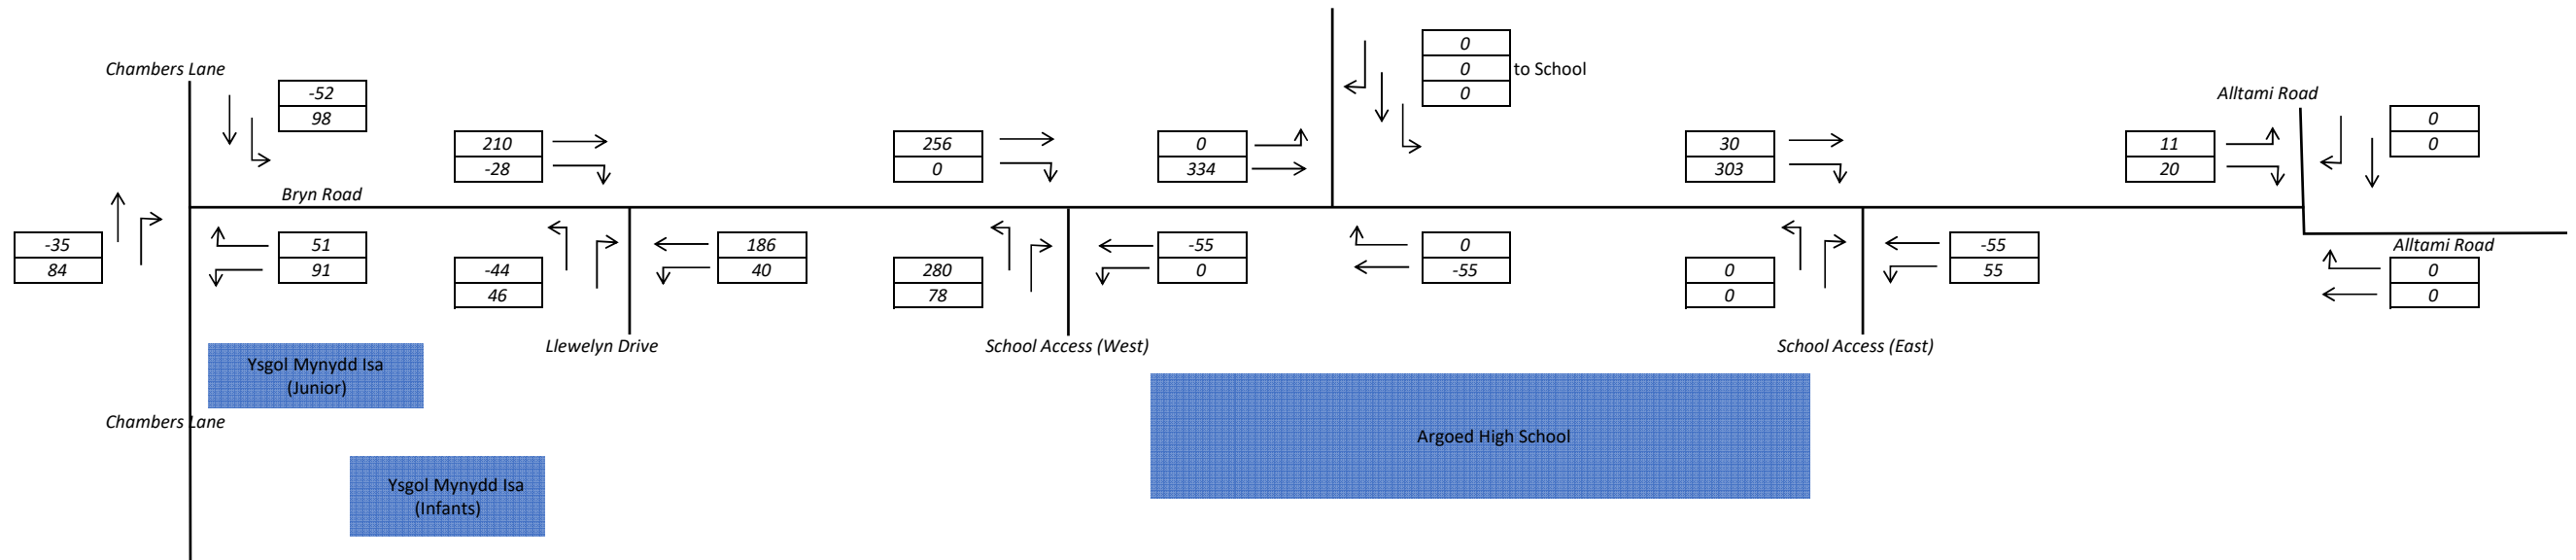 Chambers Lane
-52
98
210
-28
256
0
0
334
0
0
to School
0
30
303
Alltami Road
11
20
0
0
Bryn Road
-35
84
51
91
-44
46
186
40
280
78
-55
0
0
-55
0
0
-55
55
Alltami Road
0
0
Llewelyn Drive
School Access (West)
School Access (East)
Ysgol Mynydd Isa
(Junior)
Chambers Lane
Argoed High School
Ysgol Mynydd Isa
(Infants)